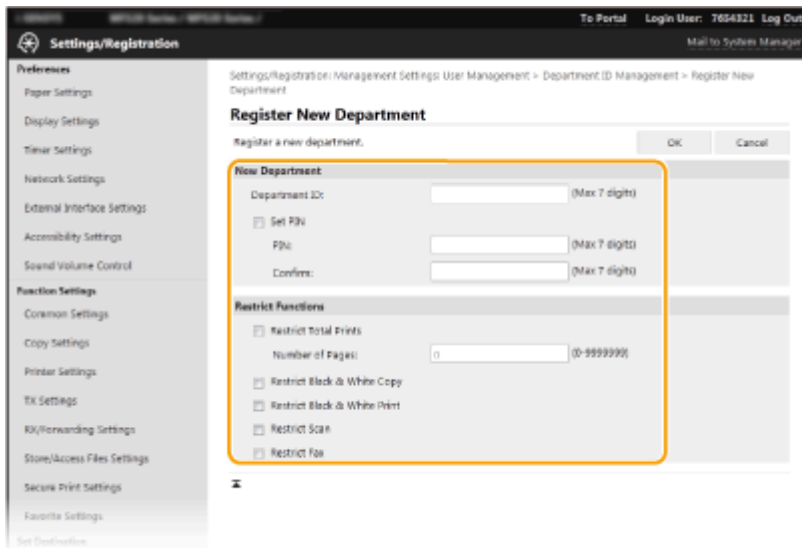 To Portal Login User: 7654321 Log Out
Settings/Registration
Mail to System Manager
Preferences
Paper Settings
Display Settings
Timer Settings
Network Settings
External Interface Settings
Accessibility Settings
Sound Volume Control
Function Settings
Common Settings
Copy Settings
Printer Settings
TX Settings
RX/Forwarding Settings
Store/Access Files Settings
Secure Print Settings
Favorite Settings
Set Destination
Settings/Registration: Management Settings: User Management > Department ID Management > Register New
Department
Register New Department
Register a new department.
OK Cancel
New Department
Department ID: (Max 7 digits)
Set PIN
PIN: (Max 7 digits)
Confirm: (Max 7 digits)
Restrict Functions
Restrict Total Prints
Number of Pages: 0 (0-9999999)
Restrict Black & White Copy
Restrict Black & White Print
Restrict Scan
Restrict Fax